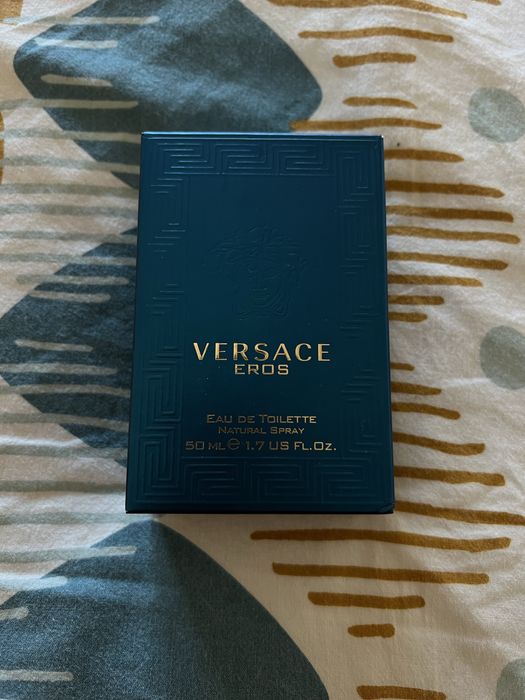 VERSACE
EROS
EAU DE TOILETTE
NATURAL SPRAY
50 ML ℮ 1.7 US FL.OZ.